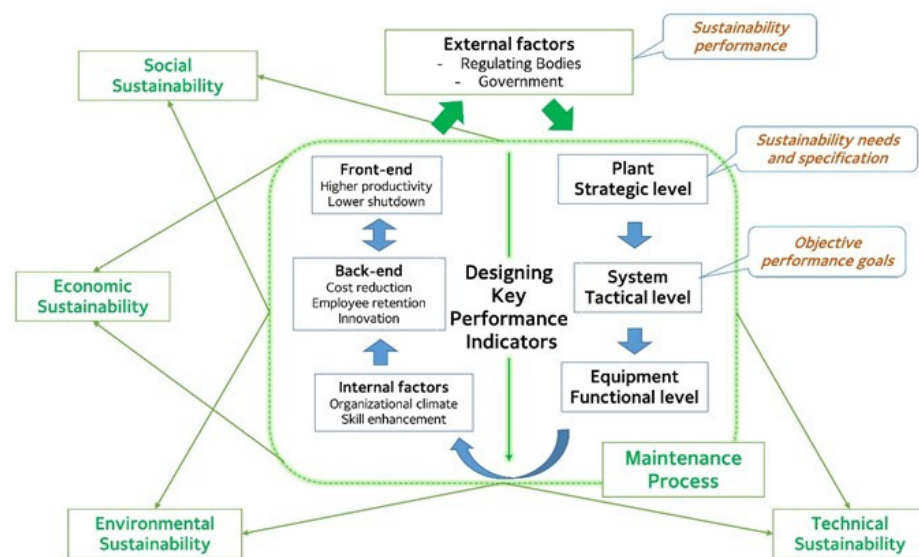 External factors
- Regulating Bodies
- Government
Sustainability
performance
Social
Sustainability
Front-end
Higher productivity
Lower shutdown
Plant
Strategic level
Sustainability needs
and specification
Back-end
Cost reduction
Employee retention
Innovation
Designing
Key
Performance
Indicators
System
Tactical level
Objective
performance goals
Economic
Sustainability
Internal factors
Organizational climate
Skill enhancement
Equipment
Functional level
Maintenance
Process
Environmental
Sustainability
Technical
Sustainability